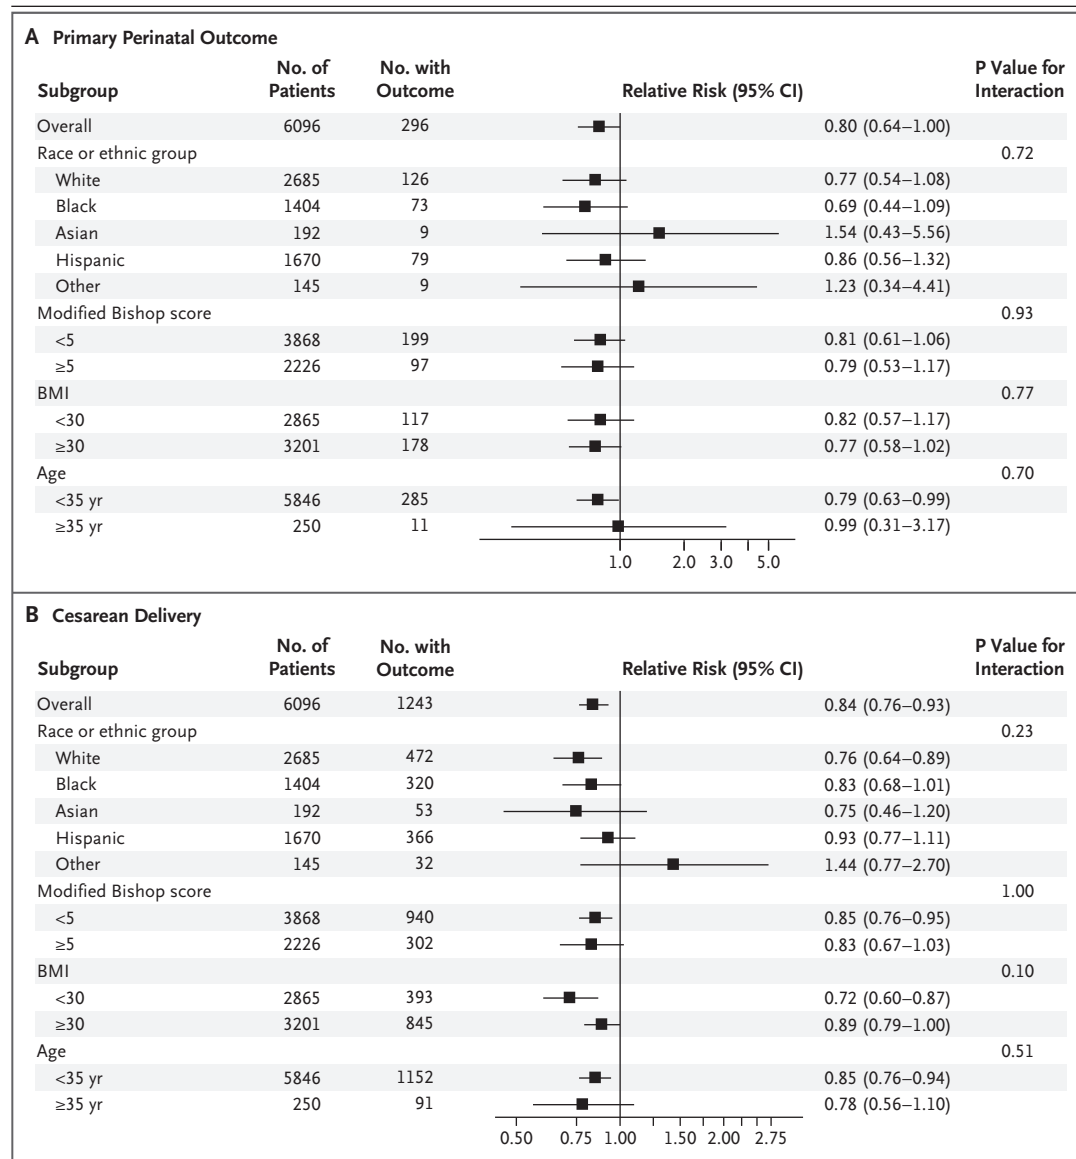 A Primary Perinatal Outcome
Subgroup No. of Patients No. with Outcome Relative Risk (95% CI) P Value for Interaction
Overall 6096 296 0.80 (0.64–1.00)
Race or ethnic group 0.72
White 2685 126 0.77 (0.54–1.08)
Black 1404 73 0.69 (0.44–1.09)
Asian 192 9 1.54 (0.43–5.56)
Hispanic 1670 79 0.86 (0.56–1.32)
Other 145 9 1.23 (0.34–4.41)
Modified Bishop score 0.93
<5 3868 199 0.81 (0.61–1.06)
≥5 2226 97 0.79 (0.53–1.17)
BMI 0.77
<30 2865 117 0.82 (0.57–1.17)
≥30 3201 178 0.77 (0.58–1.02)
Age 0.70
<35 yr 5846 285 0.79 (0.63–0.99)
≥35 yr 250 11 0.99 (0.31–3.17)
1.0 2.0 3.0 5.0
B Cesarean Delivery
Subgroup No. of Patients No. with Outcome Relative Risk (95% CI) P Value for Interaction
Overall 6096 1243 0.84 (0.76–0.93)
Race or ethnic group 0.23
White 2685 472 0.76 (0.64–0.89)
Black 1404 320 0.83 (0.68–1.01)
Asian 192 53 0.75 (0.46–1.20)
Hispanic 1670 366 0.93 (0.77–1.11)
Other 145 32 1.44 (0.77–2.70)
Modified Bishop score 1.00
<5 3868 940 0.85 (0.76–0.95)
≥5 2226 302 0.83 (0.67–1.03)
BMI 0.10
<30 2865 393 0.72 (0.60–0.87)
≥30 3201 845 0.89 (0.79–1.00)
Age 0.51
<35 yr 5846 1152 0.85 (0.76–0.94)
≥35 yr 250 91 0.78 (0.56–1.10)
0.50 0.75 1.00 1.50 2.00 2.75